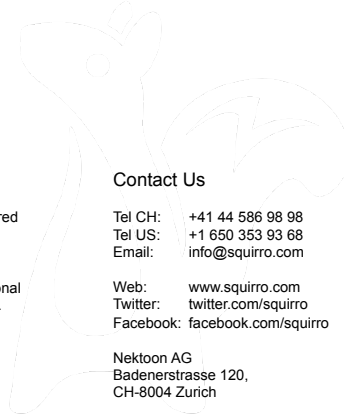 Contact Us
Tel CH: +41 44 586 98 98
Tel US: +1 650 353 93 68
Email: info@squirro.com
Web: www.squirro.com
Twitter: twitter.com/squirro
Facebook: facebook.com/squirro
Nektoon AG
Badenerstrasse 120,
CH-8004 Zurich